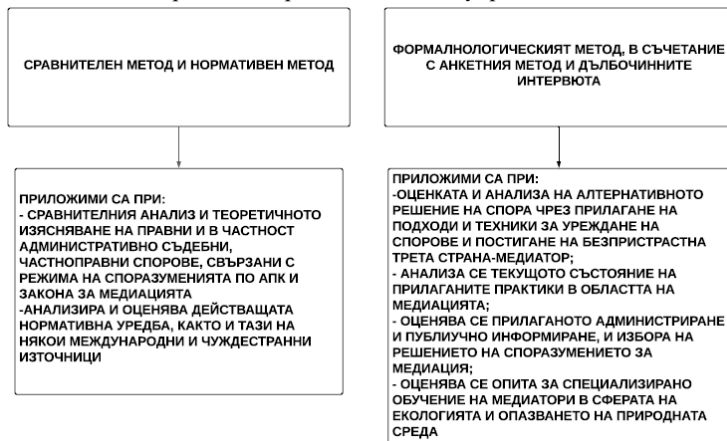 СРАВНИТЕЛЕН МЕТОД И НОРМАТИВЕН МЕТОД
ПРИЛОЖИМИ СА ПРИ:
- СРАВНИТЕЛНИЯ АНАЛИЗ И ТЕОРЕТИЧНОТО
ИЗЯСНЯВАНЕ НА ПРАВНИ И В ЧАСТНОСТ
АДМИНИСТРАТИВНО СЪДЕБНИ,
ЧАСТНОПРАВНИ СПОРОВЕ, СВЪРЗАНИ С
РЕЖИМА НА СПОРАЗУМЕНИЯТА ПО АПК И
ЗАКОНА ЗА МЕДИАЦИЯТА
-АНАЛИЗИРА И ОЦЕНЯВА ДЕЙСТВАЩАТА
НОРМАТИВНА УРЕДБА, КАКТО И ТАЗИ НА
НЯКОИ МЕЖДУНАРОДНИ И ЧУЖДЕСТРАННИ
ИЗТОЧНИЦИ
ФОРМАЛНОЛОГИЧЕСКИЯТ МЕТОД, В СЪЧЕТАНИЕ
С АНКЕТНИЯ МЕТОД И ДЪЛБОЧИННИТЕ
ИНТЕРВЮТА
ПРИЛОЖИМИ СА ПРИ:
-ОЦЕНКАТА И АНАЛИЗА НА АЛТЕРНАТИВНОТО
РЕШЕНИЕ НА СПОРА ЧРЕЗ ПРИЛАГАНЕ НА
ПОДХОДИ И ТЕХНИКИ ЗА УРЕЖДАНЕ НА
СПОРОВЕ И ПОСТИГАНЕ НА БЕЗПРИСТРАСТНА
ТРЕТА СТРАНА-МЕДИАТОР;
- АНАЛИЗА СЕ ТЕКУЩОТО СЪСТОЯНИЕ НА
ПРИЛАГАНИТЕ ПРАКТИКИ В ОБЛАСТТА НА
МЕДИАЦИЯТА;
- ОЦЕНЯВА СЕ ПРИЛАГАНОТО АДМИНИСТРИРАНЕ
И ПУБЛИУЧНО ИНФОРМИРАНЕ, И ИЗБОРА НА
РЕШЕНИЕТО НА СПОРАЗУМЕНИЕТО ЗА
МЕДИАЦИЯ;
- ОЦЕНЯВА СЕ ОПИТА ЗА СПЕЦИАЛИЗИРАНО
ОБУЧЕНИЕ НА МЕДИАТОРИ В СФЕРАТА НА
ЕКОЛОГИЯТА И ОПАЗВАНЕТО НА ПРИРОДНАТА
СРЕДА